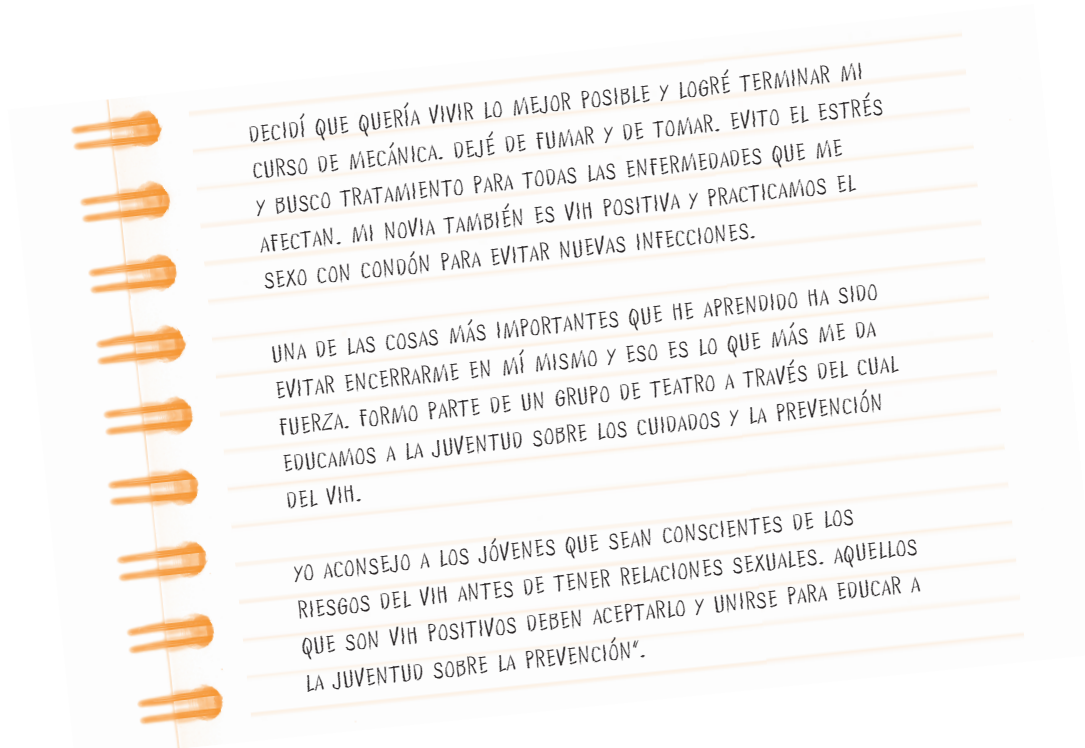 DECIDÍ QUE QUERÍA VIVIR LO MEJOR POSIBLE Y LOGRÉ TERMINAR MI
CURSO DE MECÁNICA. DEJÉ DE FUMAR Y DE TOMAR. EVITO EL ESTRÉS
Y BUSCO TRATAMIENTO PARA TODAS LAS ENFERMEDADES QUE ME
AFECTAN. MI NOVIA TAMBIÉN ES VIH POSITIVA Y PRACTICAMOS EL
SEXO CON CONDÓN PARA EVITAR NUEVAS INFECCIONES.
UNA DE LAS COSAS MÁS IMPORTANTES QUE HE APRENDIDO HA SIDO
EVITAR ENCERRARME EN MÍ MISMO Y ESO ES LO QUE MÁS ME DA
FUERZA. FORMO PARTE DE UN GRUPO DE TEATRO A TRAVÉS DEL CUAL
EDUCAMOS A LA JUVENTUD SOBRE LOS CUIDADOS Y LA PREVENCIÓN
DEL VIH.
YO ACONSEJO A LOS JÓVENES QUE SEAN CONSCIENTES DE LOS
RIESGOS DEL VIH ANTES DE TENER RELACIONES SEXUALES. AQUELLOS
QUE SON VIH POSITIVOS DEBEN ACEPTARLO Y UNIRSE PARA EDUCAR A
LA JUVENTUD SOBRE LA PREVENCIÓN".